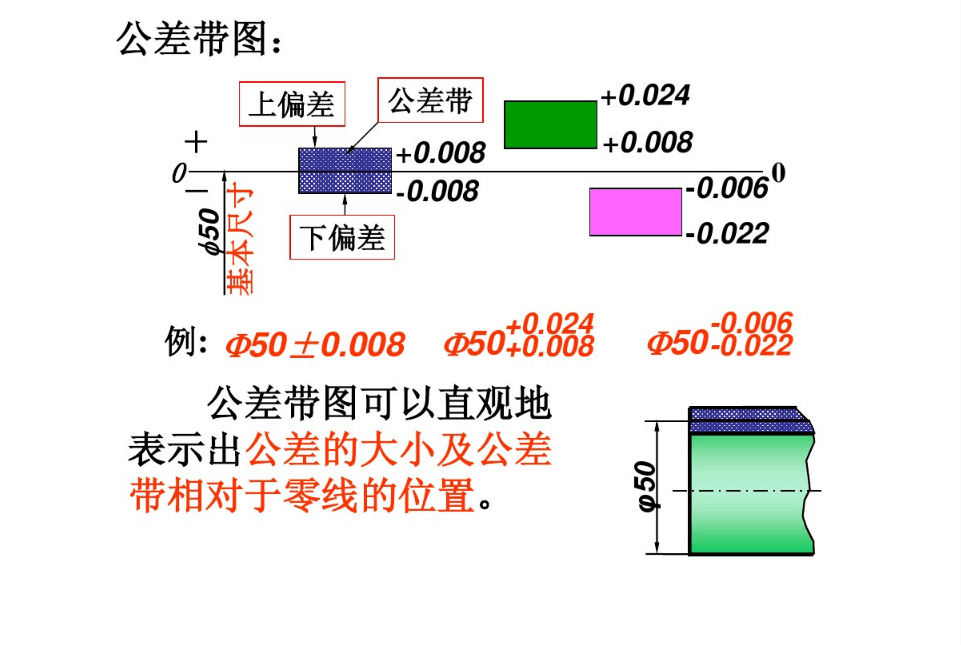 公差带图：
上偏差
公差带
+0.024
+0.008
+
0
−
+0.008
-0.008
0
-0.006
-0.022
ϕ50
基本尺寸
下偏差
例: Φ50±0.008 Φ50+0.024 +0.008 Φ50-0.006 -0.022
公差带图可以直观地
表示出公差的大小及公差
带相对于零线的位置。
φ50